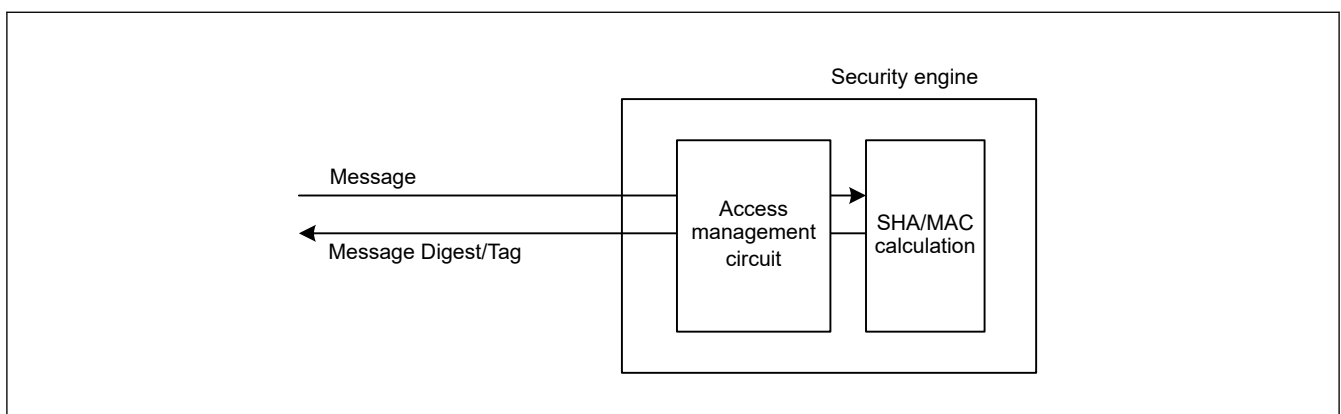 Security engine
Message
Message Digest/Tag
Access
management
circuit
SHA/MAC
calculation